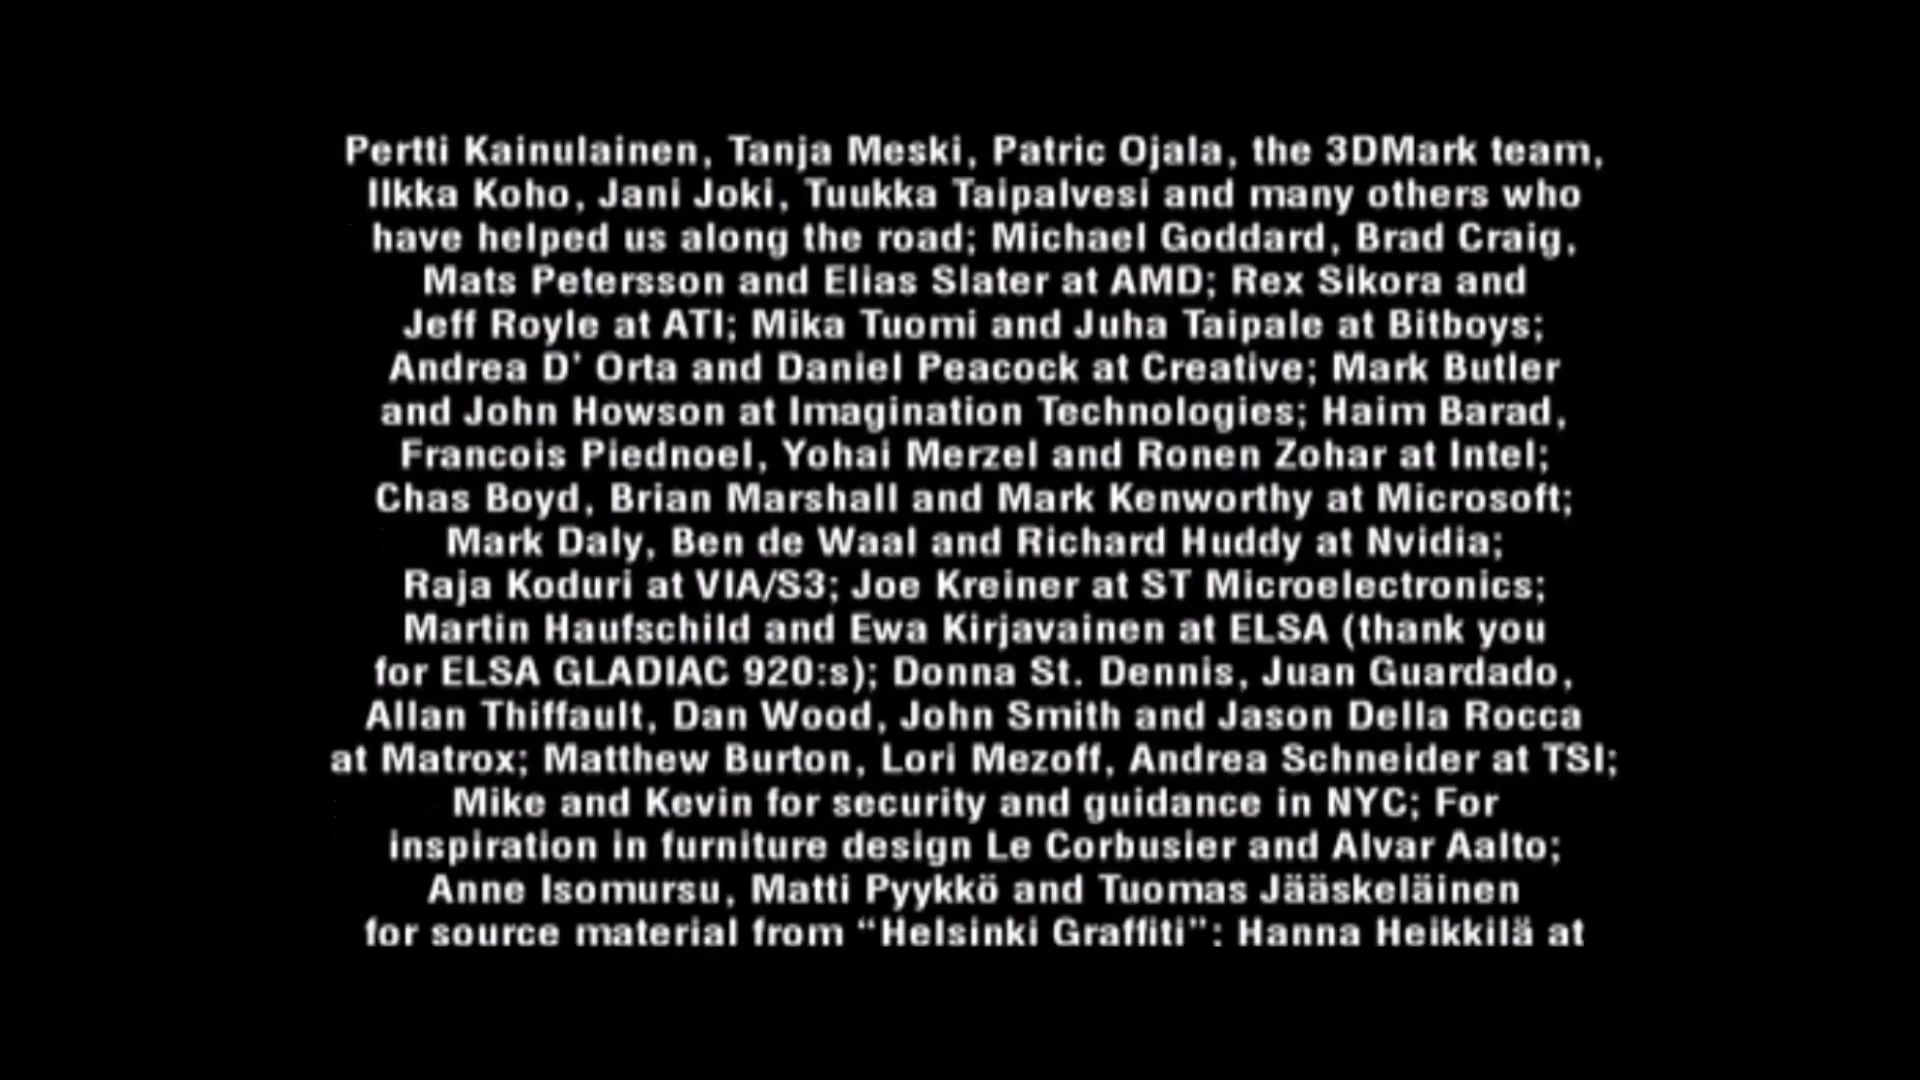 Pertti Kainulainen, Tanja Meski, Patric Ojala, the 3DMark team,
Ilkka Koho, Jani Joki, Tuukka Taipalvesi and many others who
have helped us along the road; Michael Goddard, Brad Craig,
Mats Petersson and Elias Slater at AMD; Rex Sikora and
Jeff Royle at ATI; Mika Tuomi and Juha Taipale at Bitboys;
Andrea D' Orta and Daniel Peacock at Creative; Mark Butler
and John Howson at Imagination Technologies; Haim Barad,
Francois Piednoel, Yohai Merzel and Ronen Zohar at Intel;
Chas Boyd, Brian Marshall and Mark Kenworthy at Microsoft;
Mark Daly, Ben de Waal and Richard Huddy at Nvidia;
Raja Koduri at VIA/S3; Joe Kreiner at ST Microelectronics;
Martin Haufschild and Ewa Kirjavainen at ELSA (thank you
for ELSA GLADIAC 920:s); Donna St. Dennis, Juan Guardado,
Allan Thiffault, Dan Wood, John Smith and Jason Della Rocca
at Matrox; Matthew Burton, Lori Mezoff, Andrea Schneider at TSI;
Mike and Kevin for security and guidance in NYC; For
inspiration in furniture design Le Corbusier and Alvar Aalto;
Anne Isomursu, Matti Pyykkö and Tuomas Jääskeläinen
for source material from “Helsinki Graffiti”: Hanna Heikkilä at